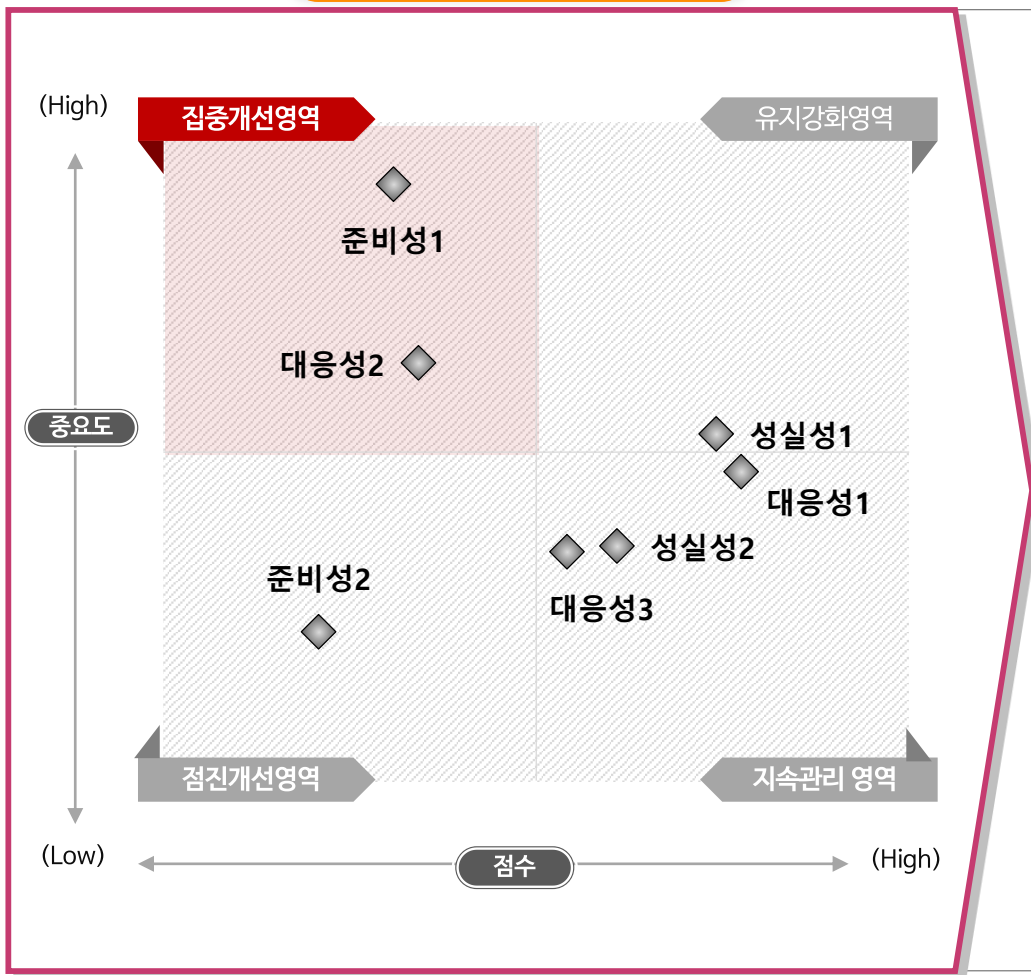 (High)
집중개선영역
유지강화영역
준비성1
대응성2
중요도
성실성1
대응성1
성실성2
준비성2
대응성3
점진개선영역
지속관리 영역
(Low)
점수
(High)